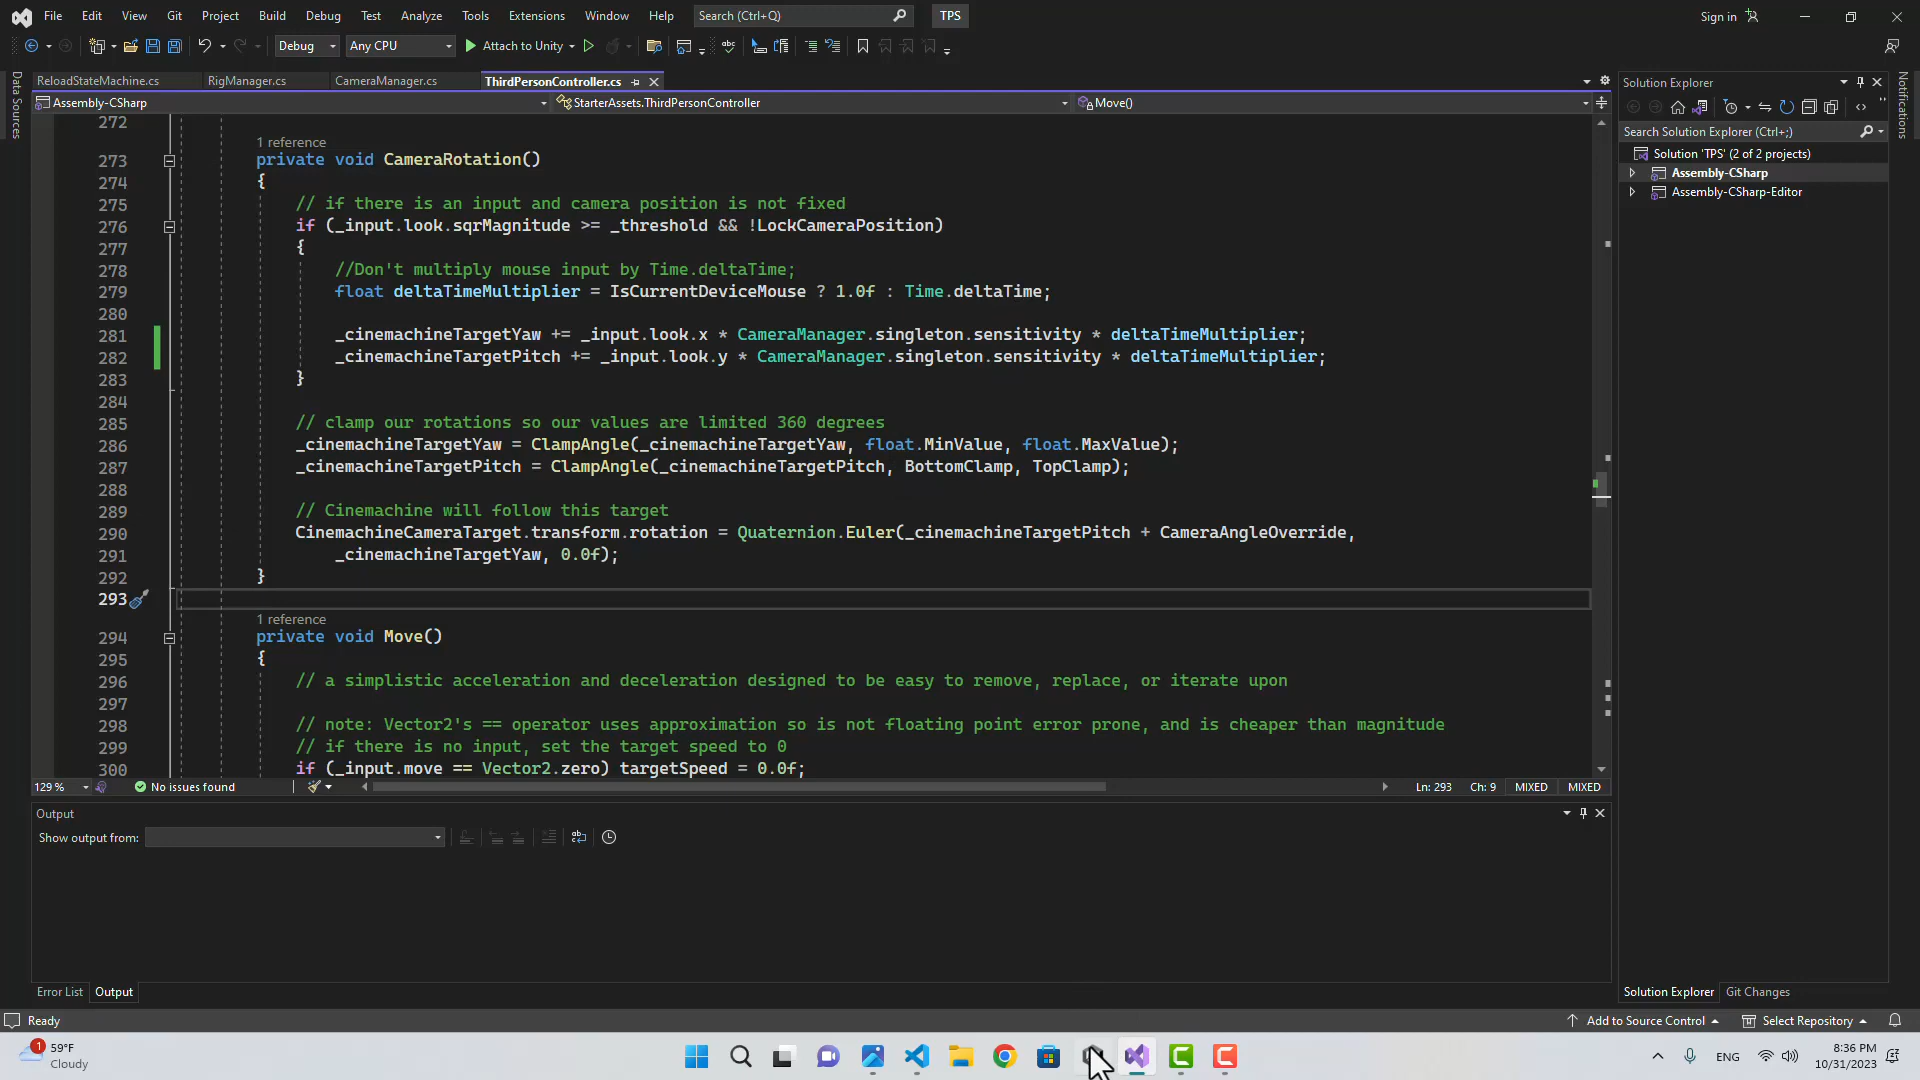 File Edit View Git Project Build Debug Test Analyze Tools Extensions Window Help Search (Ctrl+Q) TPS Sign in
Debug Any CPU Attach to Unity
Data Sources
ReloadStateMachine.cs RigManager.cs CameraManager.cs ThirdPersonController.cs
Assembly-CSharp StarterAssets.ThirdPersonController Move()
272
1 reference
273 private void CameraRotation()
274 {
275 // if there is an input and camera position is not fixed
276 if (_input.look.sqrMagnitude >= _threshold && !LockCameraPosition)
277 {
278 //Don't multiply mouse input by Time.deltaTime;
279 float deltaTimeMultiplier = IsCurrentDeviceMouse ? 1.0f : Time.deltaTime;
280
281 _cinemachineTargetYaw += _input.look.x * CameraManager.singleton.sensitivity * deltaTimeMultiplier;
282 _cinemachineTargetPitch += _input.look.y * CameraManager.singleton.sensitivity * deltaTimeMultiplier;
283 }
284
285 // clamp our rotations so our values are limited 360 degrees
286 _cinemachineTargetYaw = ClampAngle(_cinemachineTargetYaw, float.MinValue, float.MaxValue);
287 _cinemachineTargetPitch = ClampAngle(_cinemachineTargetPitch, BottomClamp, TopClamp);
288
289 // Cinemachine will follow this target
290 CinemachineCameraTarget.transform.rotation = Quaternion.Euler(_cinemachineTargetPitch + CameraAngleOverride,
291 _cinemachineTargetYaw, 0.0f);
292 }
293
1 reference
294 private void Move()
295 {
296 // a simplistic acceleration and deceleration designed to be easy to remove, replace, or iterate upon
297
298 // note: Vector2's == operator uses approximation so is not floating point error prone, and is cheaper than magnitude
299 // if there is no input, set the target speed to 0
300 if (_input.move == Vector2.zero) targetSpeed = 0.0f;
129 % No issues found Ln: 293 Ch: 9 MIXED MIXED
Output
Show output from:
Error List Output
Solution Explorer
Search Solution Explorer (Ctrl+;)
Solution 'TPS' (2 of 2 projects)
Assembly-CSharp
Assembly-CSharp-Editor
Solution Explorer Git Changes
Notifications
Ready Add to Source Control Select Repository
1 59°F
Cloudy
ENG
8:36 PM
10/31/2023